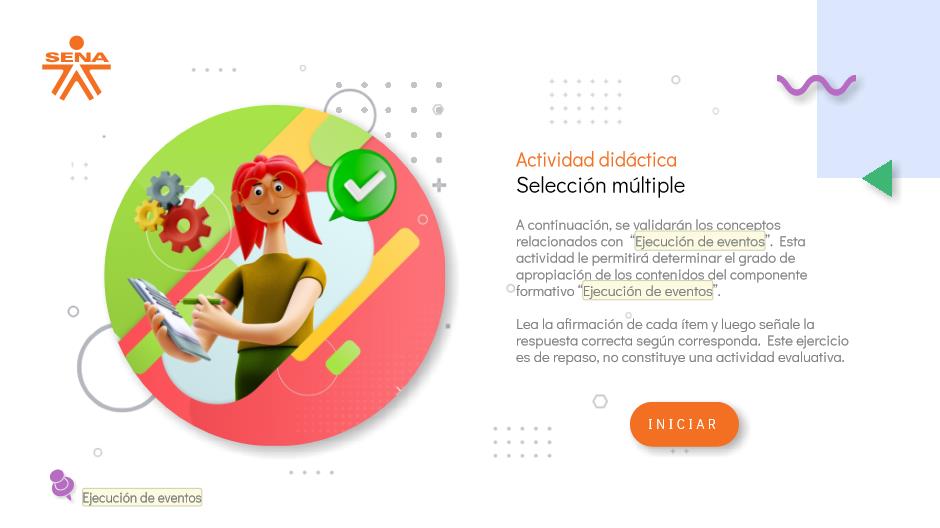 SENA
Actividad didáctica
Selección múltiple
A continuación, se validarán los conceptos
relacionados con “Ejecución de eventos”. Esta
actividad le permitirá determinar el grado de
apropiación de los contenidos del componente
formativo “Ejecución de eventos”.
Lea la afirmación de cada ítem y luego señale la
respuesta correcta según corresponda. Este ejercicio
es de repaso, no constituye una actividad evaluativa.
INICIAR
Ejecución de eventos